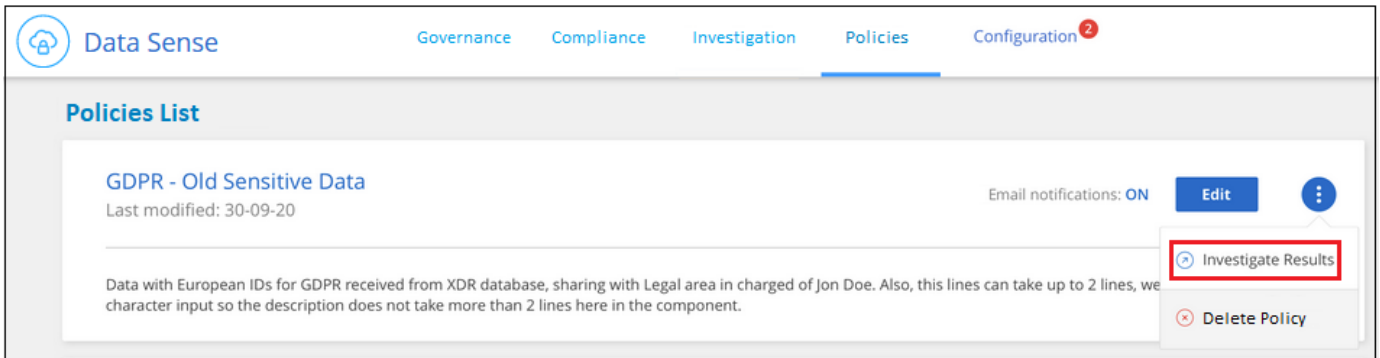 Data Sense
Governance Compliance Investigation Policies Configuration 2
Policies List
GDPR - Old Sensitive Data
Last modified: 30-09-20
Email notifications: ON Edit
Investigate Results
Data with European IDs for GDPR received from XDR database, sharing with Legal area in charged of Jon Doe. Also, this lines can take up to 2 lines, we
character input so the description does not take more than 2 lines here in the component.
Delete Policy